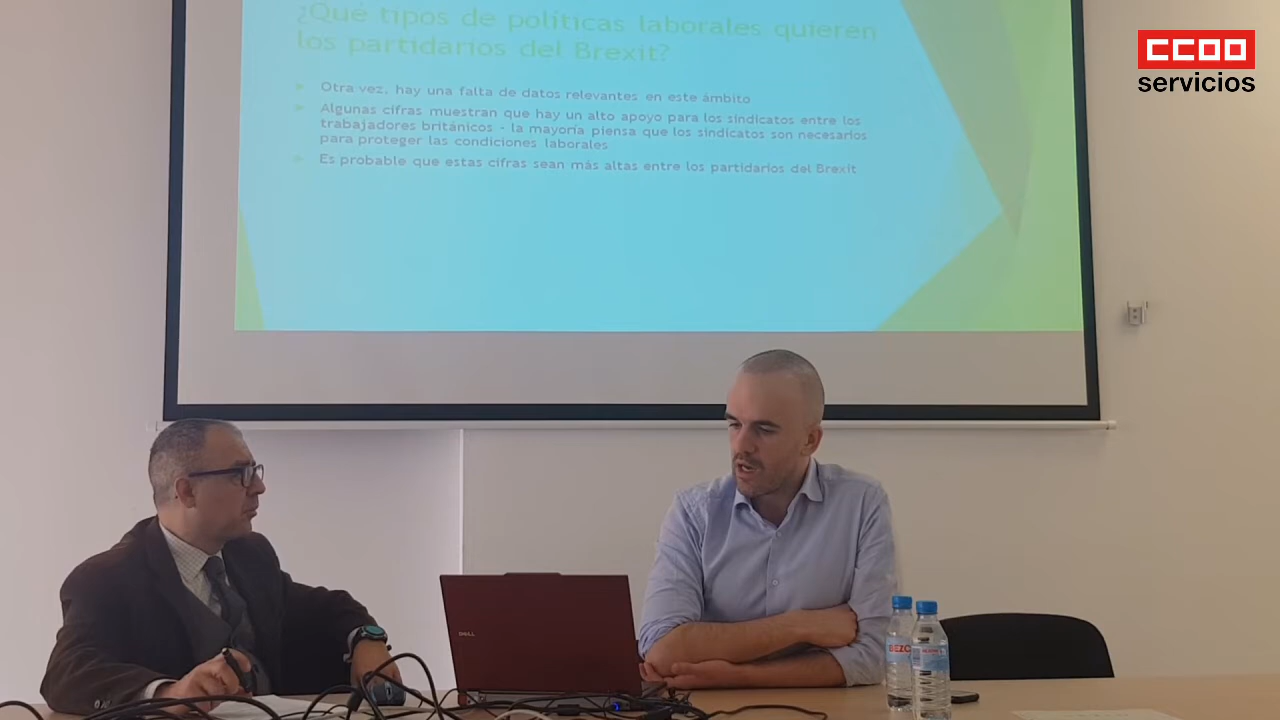 ¿Qué tipos de políticas laborales quieren
los partidarios del Brexit?
Otra vez, hay una falta de datos relevantes en este ámbito
Algunas cifras muestran que hay un alto apoyo para los sindicatos entre los
trabajadores británicos - la mayoría piensa que los sindicatos son necesarios
para proteger las condiciones laborales
Es probable que estas cifras sean más altas entre los partidarios del Brexit
CCOO
servicios
DELL